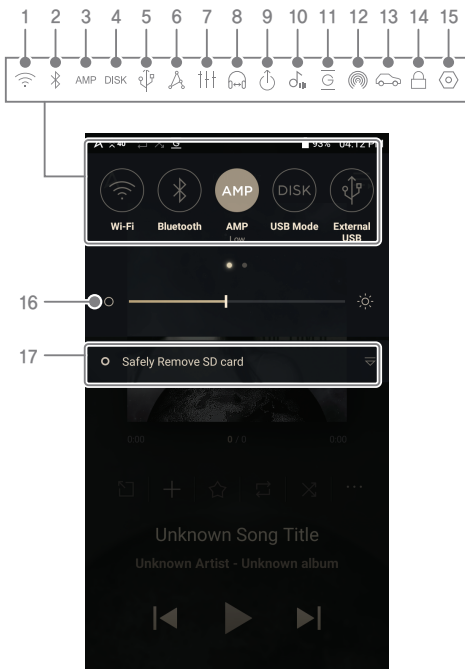 1 2 3 4 5 6 7 8 9 10 11 12 13 14 15
AMP DISK G
A 40 G 93% 04:12 PM
AMP DISK
Wi-Fi Bluetooth AMP USB Mode External
Low USB
16
17 Safely Remove SD card
0:00 0 / 0 0:00
Unknown Song Title
Unknown Artist - Unknown album